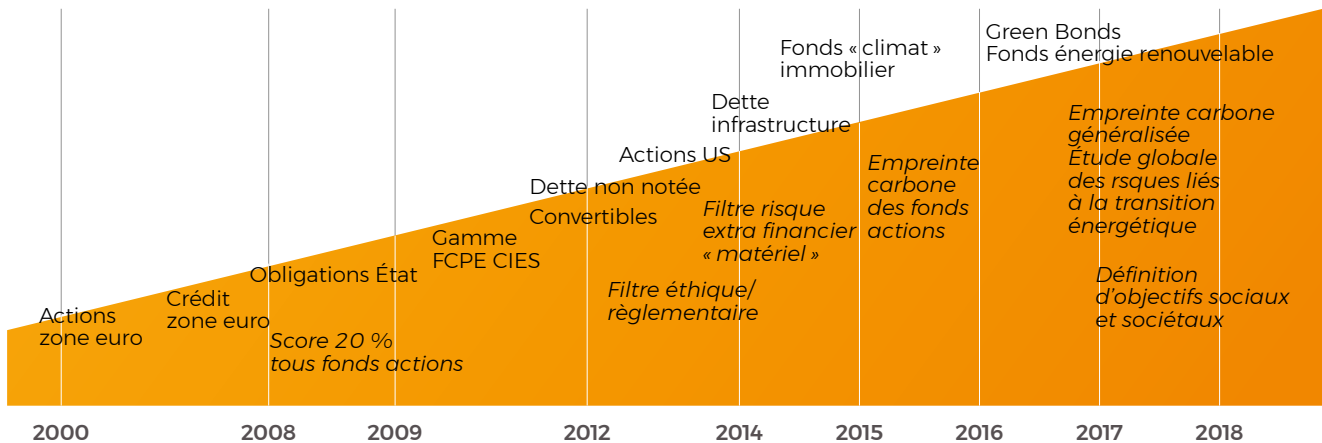 Actions
zone euro
Crédit
zone euro
Obligations État
Score 20 %
tous fonds actions
Gamme
FCPE CIES
Dette non notée
Convertibles
Filtre éthique/
règlementaire
Actions US
Dette
infrastructure
Filtre risque
extra financier
« matériel »
Fonds « climat »
immobilier
Empreinte
carbone
des fonds
actions
Green Bonds
Fonds énergie renouvelable
Empreinte carbone
généralisée
Étude globale
des rsques liés
à la transition
énergétique
Définition
d’objectifs sociaux
et sociétaux
2000
2008
2009
2012
2014
2015
2016
2017
2018